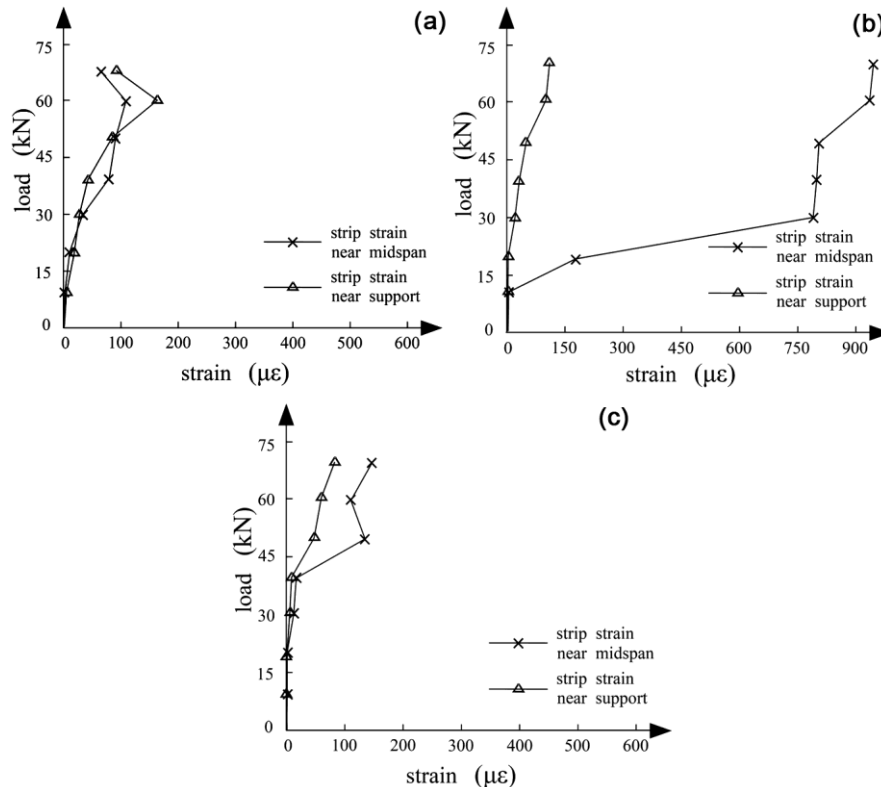 (a)
75
60
45
30
15
0
load (kN)
strip strain
near midspan
strip strain
near support
0 100 200 300 400 500 600
strain (με)
(b)
75
60
45
30
15
0
load (kN)
strip strain
near midspan
strip strain
near support
0 150 300 450 600 750 900
strain (με)
(c)
75
60
45
30
15
0
load (kN)
strip strain
near midspan
strip strain
near support
0 100 200 300 400 500 600
strain (με)